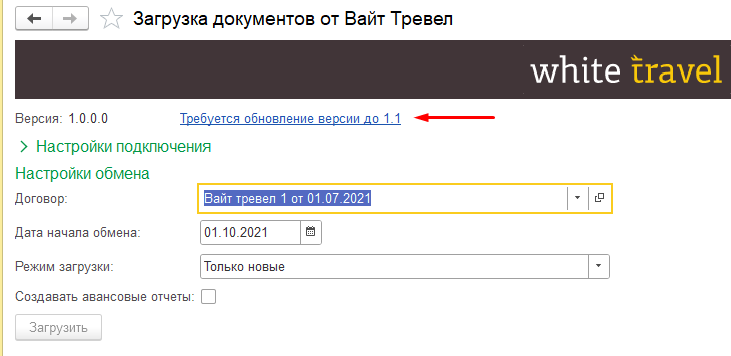 Загрузка документов от Вайт Тревел
white travel
Версия: 1.0.0.0 Требуется обновление версии до 1.1
Настройки подключения
Настройки обмена
Договор: Вайт тревел 1 от 01.07.2021
Дата начала обмена: 01.10.2021
Режим загрузки: Только новые
Создавать авансовые отчеты:
Загрузить